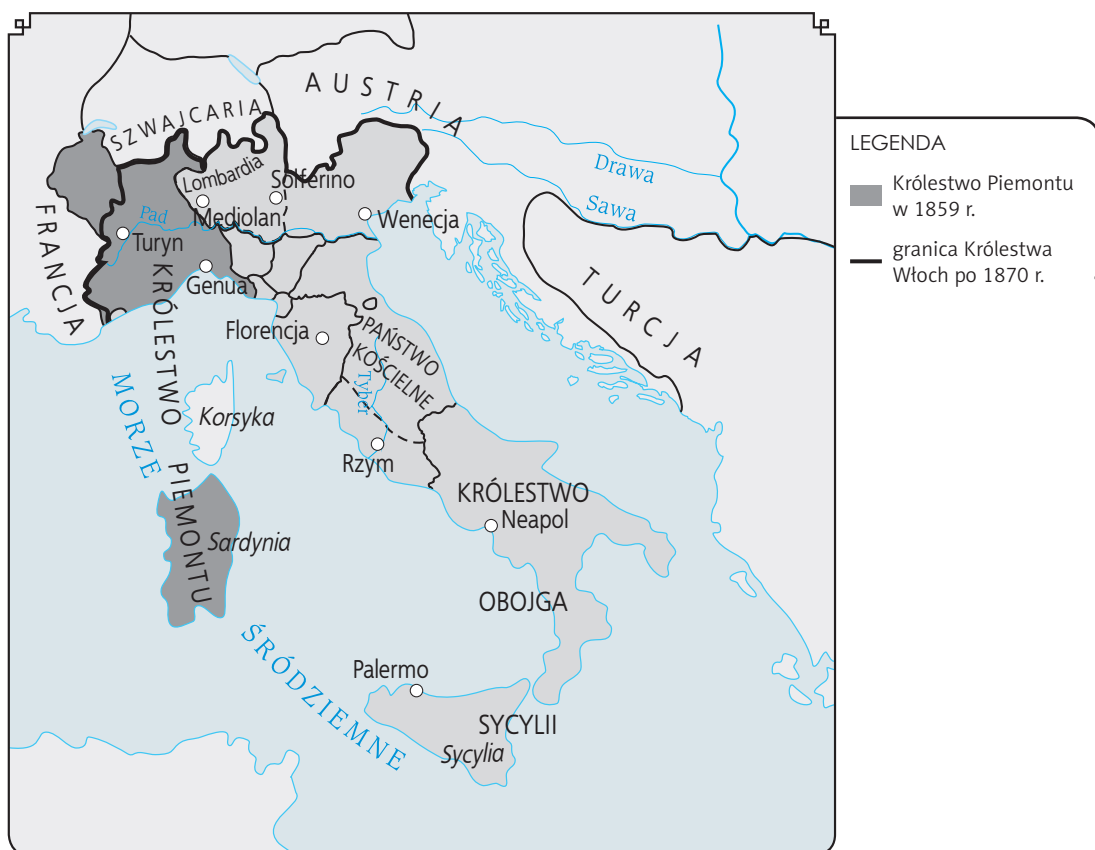 AUSTRIA
SZWAJCARIA
FRANCJA
Lombardia
Solferino
Mediolan
Wenecja
Drawa
Sawa
Pad
Turyn
Genua
TURCJA
Florencja
PAŃSTWO
KOŚCIELNE
Tyber
KRÓLESTWO PIEMONTU
MORZE
Korsyka
Rzym
KRÓLESTWO
Neapol
Sardynia
OBOJGA
ŚRÓDZIEMNE
Palermo
SYCYLII
Sycylia
LEGENDA
Królestwo Piemontu
w 1859 r.
granica Królestwa
Włoch po 1870 r.